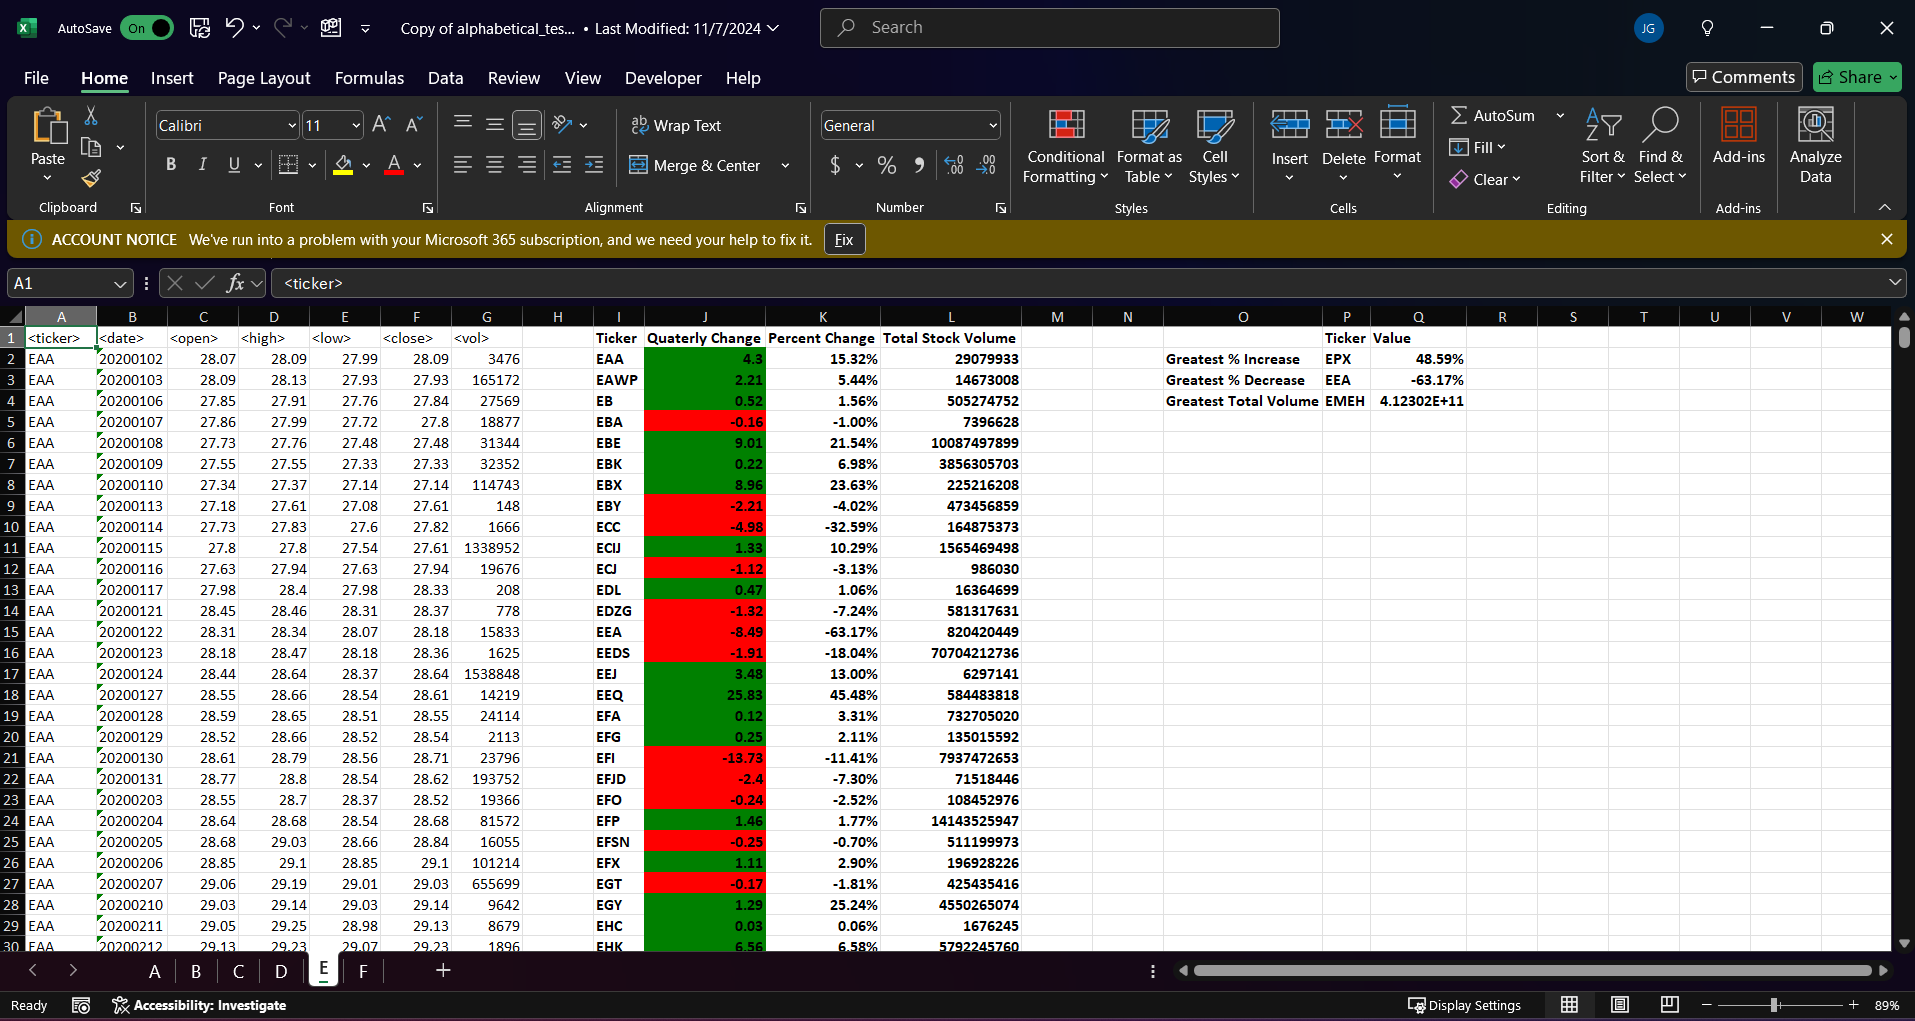 AutoSave On Copy of alphabetical_tes... • Last Modified: 11/7/2024 Search JG
File Home Insert Page Layout Formulas Data Review View Developer Help Comments Share
Paste Calibri 11 B I U A A A Wrap Text Merge & Center General $ % 9 Conditional Formatting Format as Table Cell Styles Insert Delete Format AutoSum Fill Clear Sort & Filter Find & Select Add-ins Analyze Data
Clipboard Font Alignment Number Styles Cells Editing Add-ins
ACCOUNT NOTICE We've run into a problem with your Microsoft 365 subscription, and we need your help to fix it. Fix
A1 fx <ticker>
A B C D E F G H I J K L M N O P Q R S T U V W
1 <ticker> <date> <open> <high> <low> <close> <vol> Ticker Quaterly Change Percent Change Total Stock Volume Ticker Value
2 EAA 20200102 28.07 28.09 27.99 28.09 3476 EAA 4.3 15.32% 29079933 Greatest % Increase EPX 48.59%
3 EAA 20200103 28.09 28.13 27.93 27.93 165172 EAWP 2.21 5.44% 14673008 Greatest % Decrease EEA -63.17%
4 EAA 20200106 27.85 27.91 27.76 27.84 27569 EB 0.52 1.56% 505274752 Greatest Total Volume EMEH 4.12302E+11
5 EAA 20200107 27.86 27.99 27.72 27.8 18877 EBA -0.16 -1.00% 7396628
6 EAA 20200108 27.73 27.76 27.48 27.48 31344 EBE 9.01 21.54% 10087497899
7 EAA 20200109 27.55 27.55 27.33 27.33 32352 EBK 0.22 6.98% 3856305703
8 EAA 20200110 27.34 27.37 27.14 27.14 114743 EBX 8.96 23.63% 225216208
9 EAA 20200113 27.18 27.61 27.08 27.61 148 EBY -2.21 -4.02% 473456859
10 EAA 20200114 27.73 27.83 27.6 27.82 1666 ECC -4.98 -32.59% 164875373
11 EAA 20200115 27.8 27.8 27.54 27.61 1338952 ECIJ 1.33 10.29% 1565469498
12 EAA 20200116 27.63 27.94 27.63 27.94 19676 ECJ -1.12 -3.13% 986030
13 EAA 20200117 27.98 28.4 27.98 28.33 208 EDL 0.47 1.06% 16364699
14 EAA 20200121 28.45 28.46 28.31 28.37 778 EDZG -1.32 -7.24% 581317631
15 EAA 20200122 28.31 28.34 28.07 28.18 15833 EEA -8.49 -63.17% 820420449
16 EAA 20200123 28.18 28.47 28.18 28.36 1625 EEDS -1.91 -18.04% 70704212736
17 EAA 20200124 28.44 28.64 28.37 28.64 1538848 EEJ 3.48 13.00% 6297141
18 EAA 20200127 28.55 28.66 28.54 28.61 14219 EEQ 25.83 45.48% 584483818
19 EAA 20200128 28.59 28.65 28.51 28.55 24114 EFA 0.12 3.31% 732705020
20 EAA 20200129 28.52 28.66 28.52 28.54 2113 EFG 0.25 2.11% 135015592
21 EAA 20200130 28.61 28.79 28.56 28.71 23796 EFI -13.73 -11.41% 7937472653
22 EAA 20200131 28.77 28.8 28.54 28.62 193752 EFJD -2.4 -7.30% 71518446
23 EAA 20200203 28.55 28.7 28.37 28.52 19366 EFO -0.24 -2.52% 108452976
24 EAA 20200204 28.64 28.68 28.54 28.68 81572 EFP 1.46 1.77% 14143525947
25 EAA 20200205 28.68 29.03 28.66 28.84 16055 EFSN -0.25 -0.70% 511199973
26 EAA 20200206 28.85 29.1 28.85 29.1 101214 EFX 1.11 2.90% 196928226
27 EAA 20200207 29.06 29.19 29.01 29.03 655699 EGT -0.17 -1.81% 425435416
28 EAA 20200210 29.03 29.14 29.03 29.14 9642 EGY 1.29 25.24% 4550265074
29 EAA 20200211 29.05 29.25 28.98 29.13 8679 EHC 0.03 0.06% 1676245
30 EAA 20200212 29.13 29.23 29.07 29.23 1896 EHK 6.56 6.58% 5792245760
A B C D E F
Ready Accessibility: Investigate Display Settings 89%